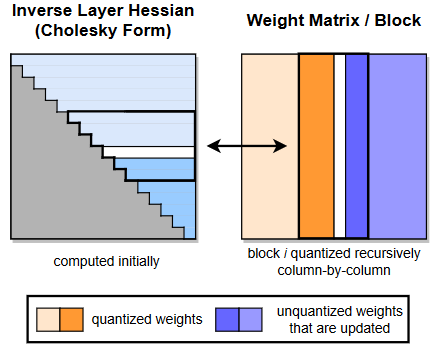 Inverse Layer Hessian
(Cholesky Form)
Weight Matrix / Block
computed initially
block i quantized recursively
column-by-column
quantized weights
unquantized weights
that are updated